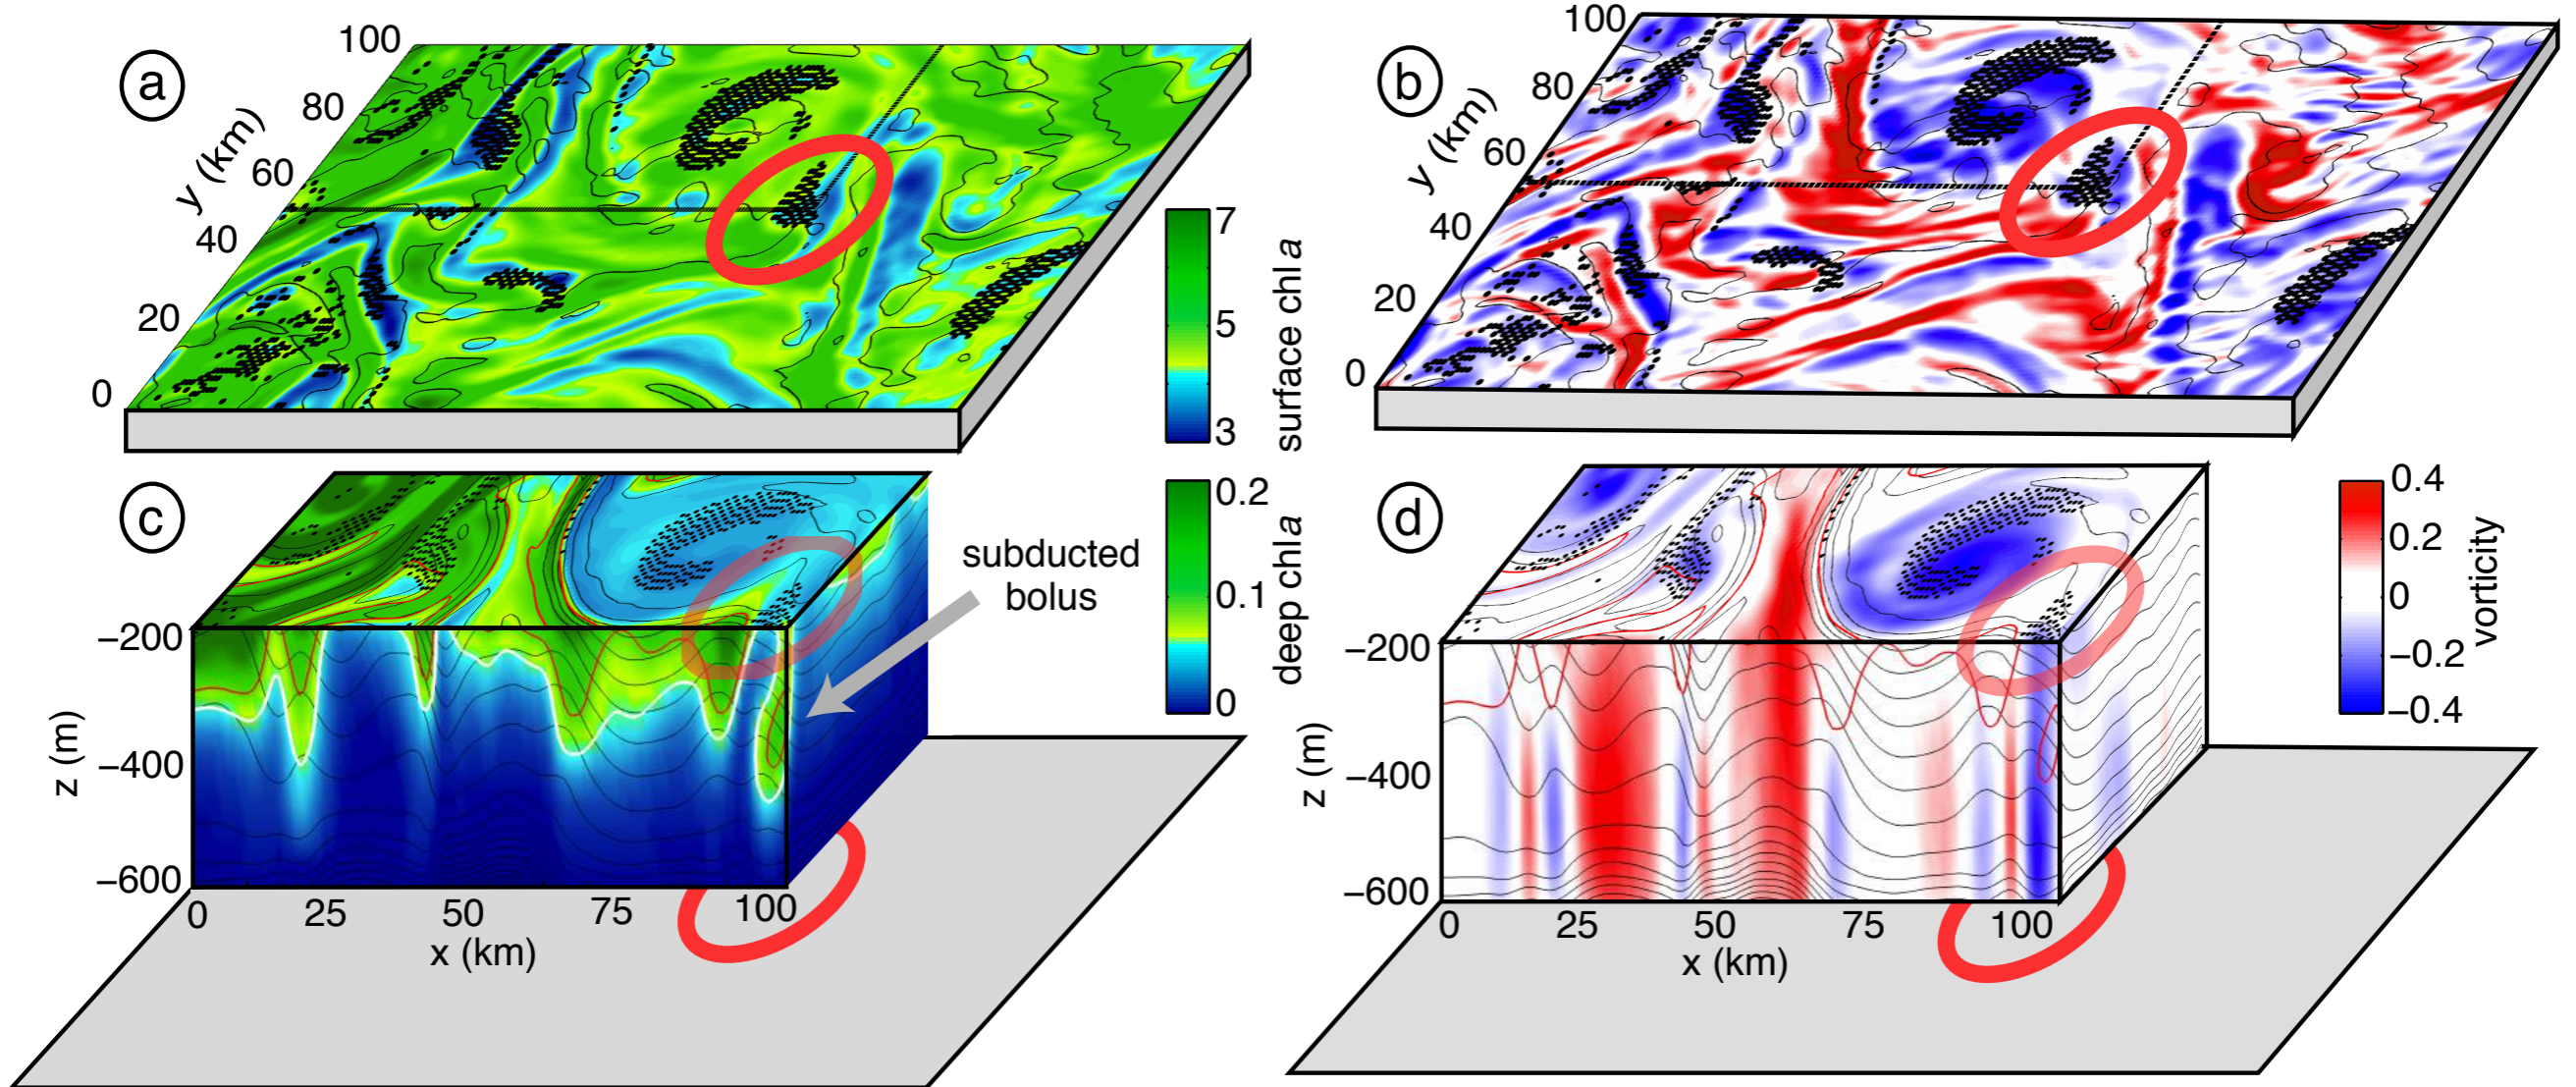 a
100
80
60
40
20
0
y (km)
7
5
3
surface chl a
b
100
80
60
40
20
0
y (km)
c
−200
−400
−600
z (m)
0
25
50
75
100
x (km)
subducted
bolus
0.2
0.1
0
deep chl a
d
−200
−400
−600
z (m)
0
25
50
75
100
x (km)
0.4
0.2
0
−0.2
−0.4
vorticity